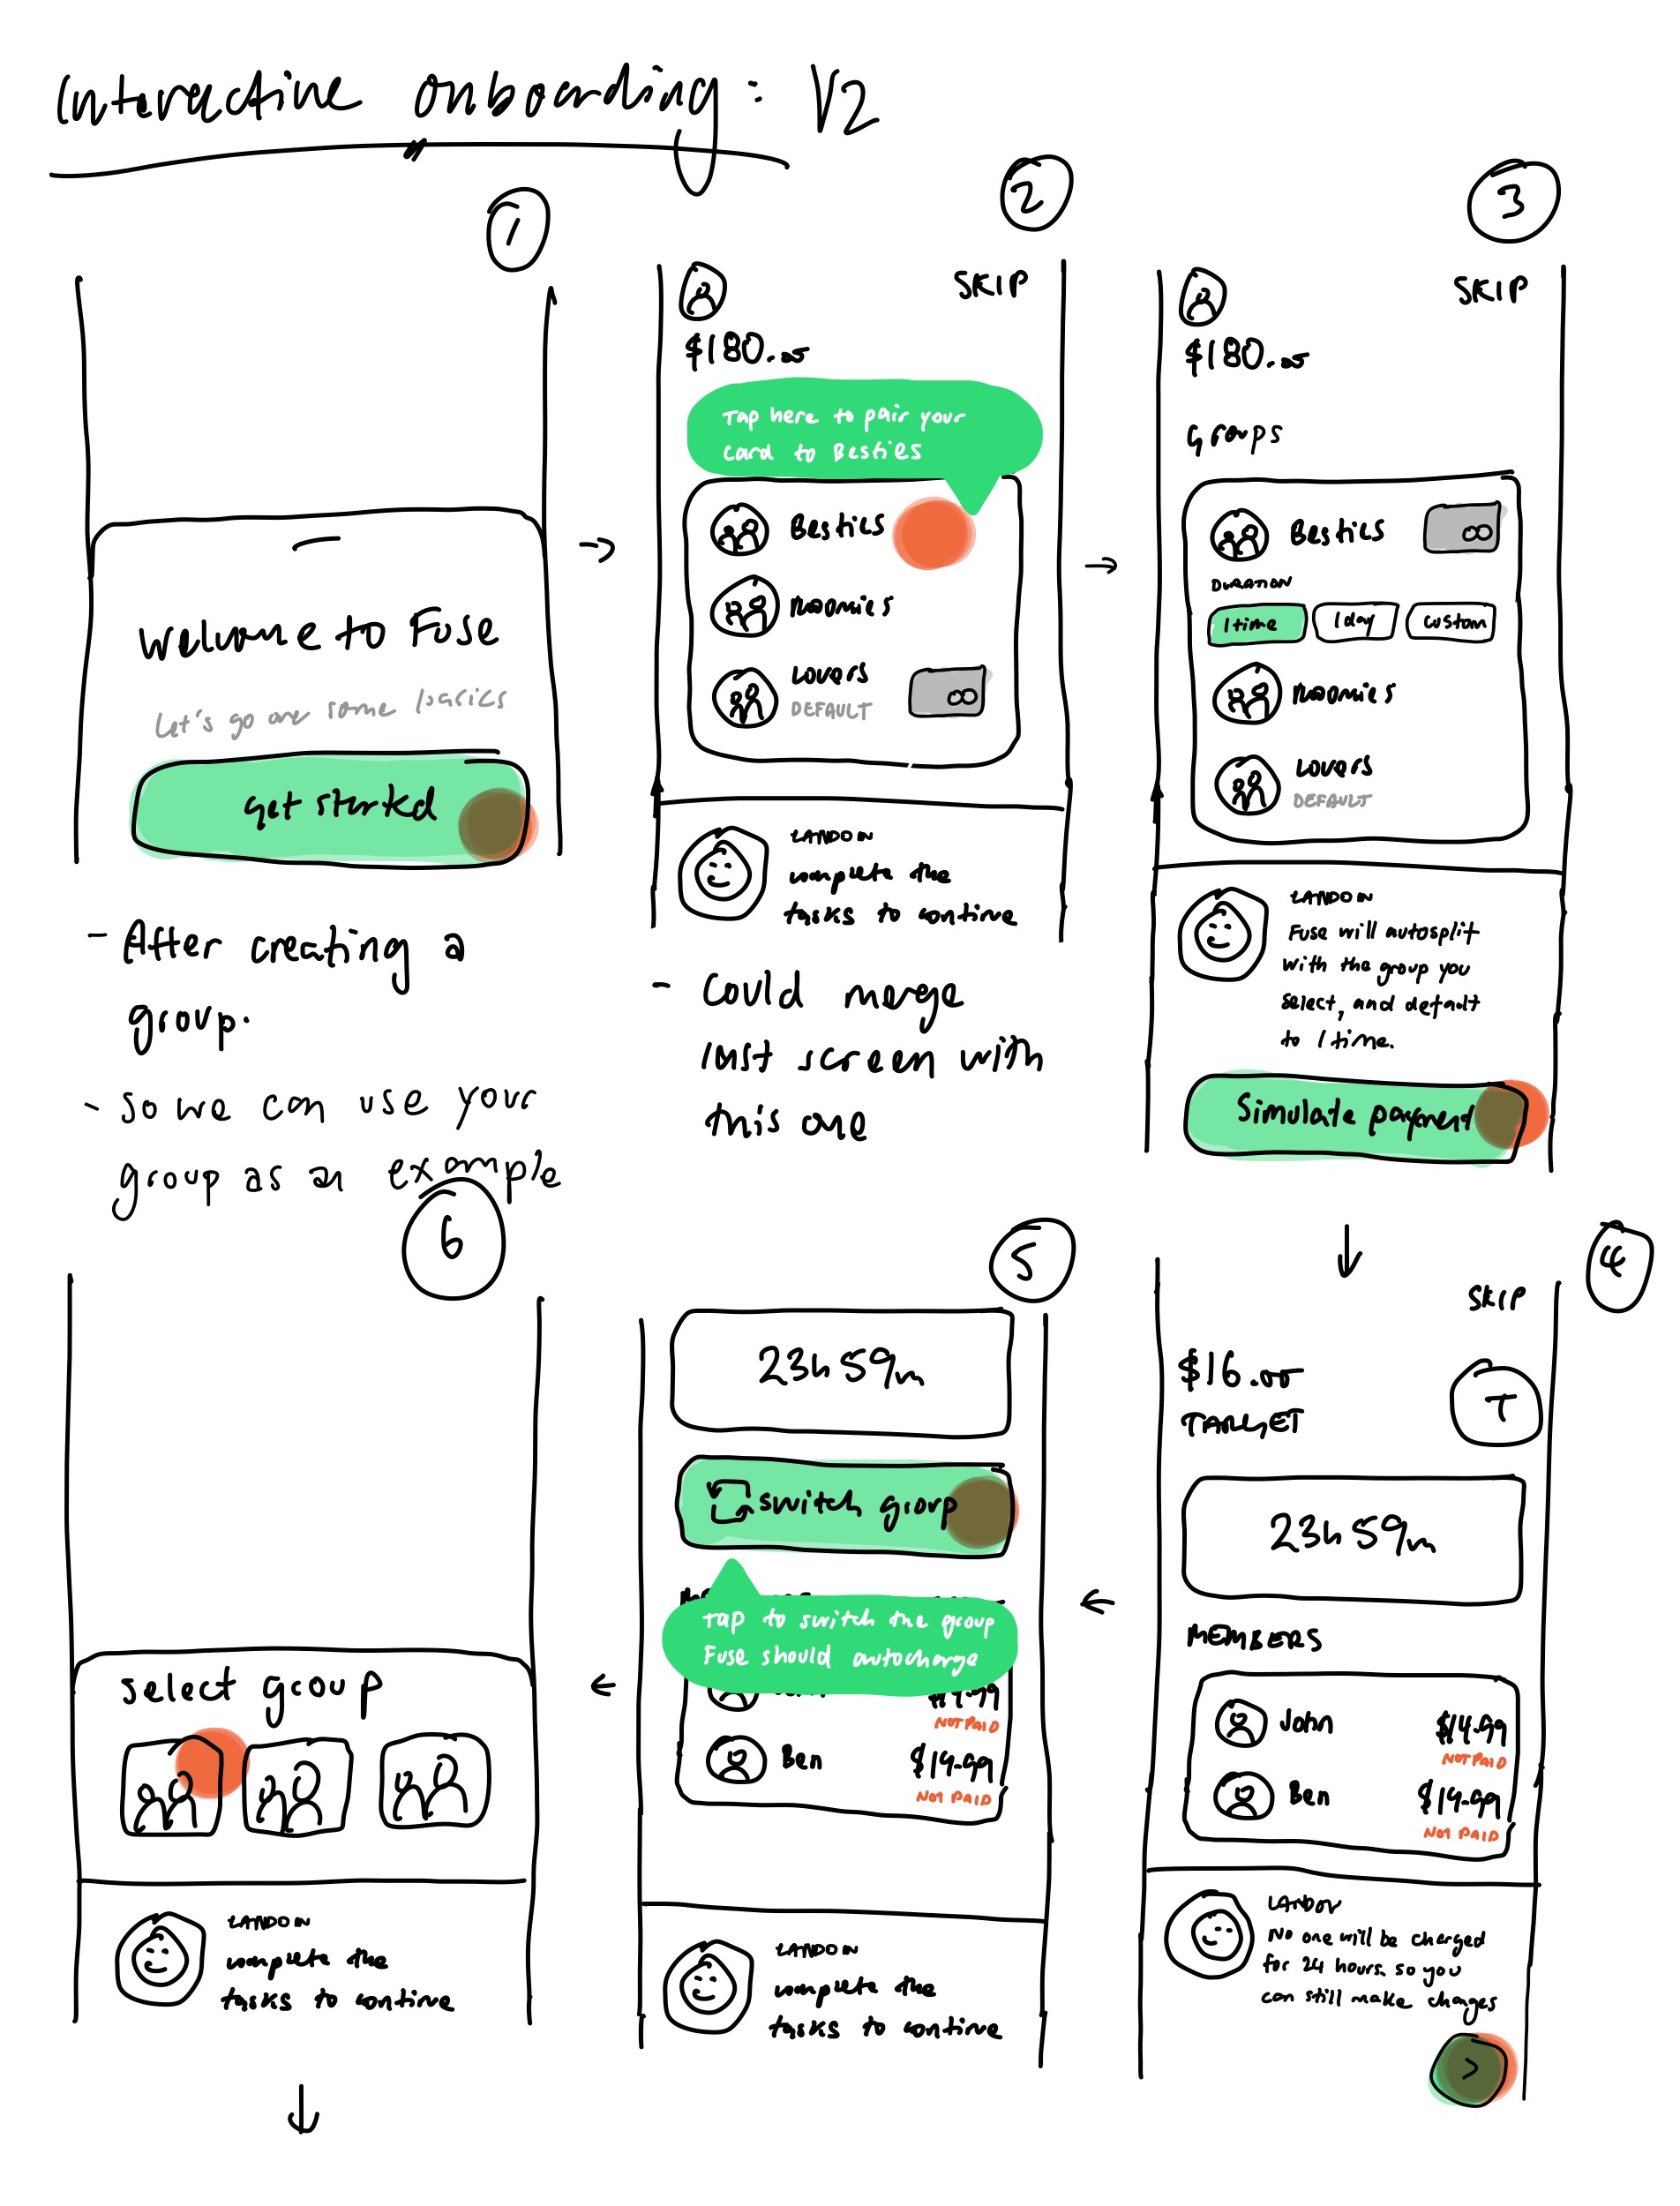 Interactive onboarding: V2
1
Welcome to Fuse
Let's go over some basics
Get started
- After creating a
group.
- so we can use your
group as an example
2
SKIP
$180.00
Tap here to pair your
card to Besties
Besties
Roomies
Lovers
DEFAULT
LANDON
complete the
tasks to continue
- Could merge
last screen with
this one
3
SKIP
$180.00
Groups
Besties
DURATION
1 time
1 day
custom
Roomies
Lovers
DEFAULT
LANDON
Fuse will autosplit
with the group you
select, and default
to 1 time.
Simulate payment
4
SKIP
$16.00
TARGET
T
23h 59m
MEMBERS
John
$14.99
NOT PAID
Ben
$14.99
NOT PAID
LANDON
No one will be charged
for 24 hours. so you
can still make changes
>
5
23h 59m
switch group
Tap to switch the group
Fuse should autocharge
$14.99
NOT PAID
Ben
$14.99
NOT PAID
LANDON
complete the
tasks to continue
6
select group
LANDON
complete the
tasks to continue